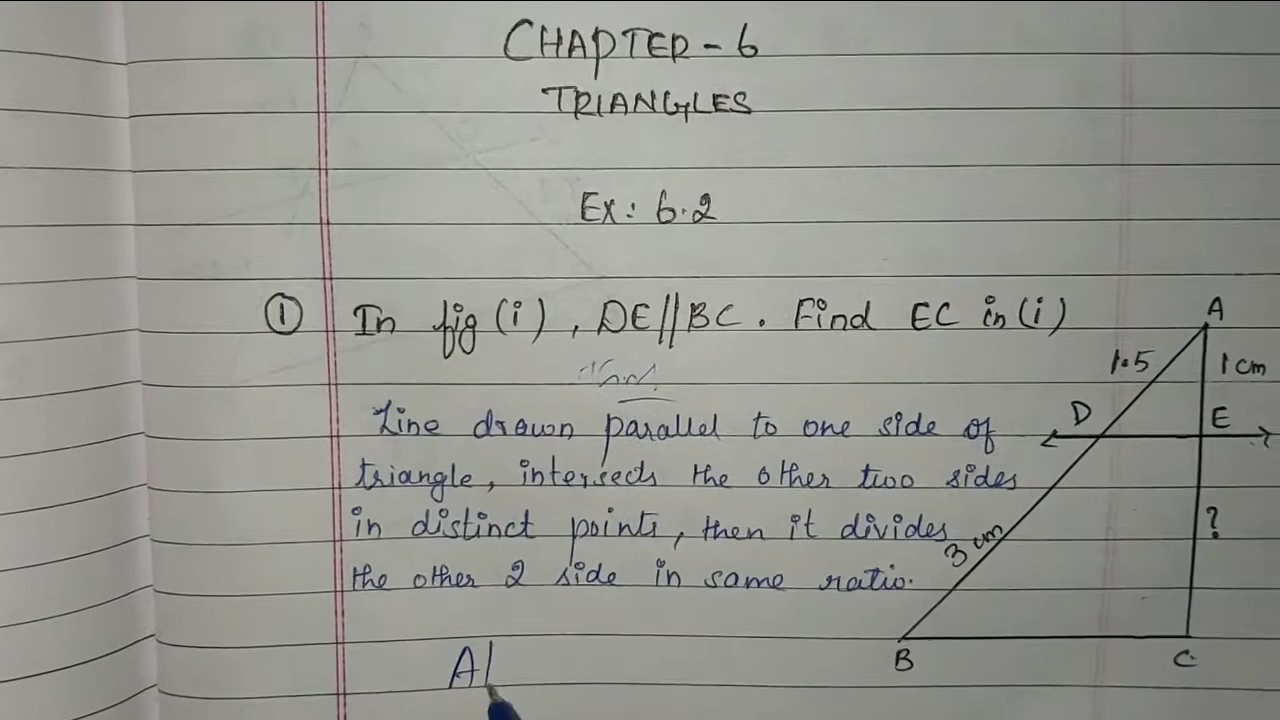 CHAPTER-6
TRIANGLES
Ex: 6.2
① In fig (i), DE//BC. Find EC in (i)
Line drawn parallel to one side of
triangle, intersects the other two sides
in distinct points, then it divides
the other 2 side in same ratio.
A
1.5
1 cm
D
E
3 cm
?
B
C